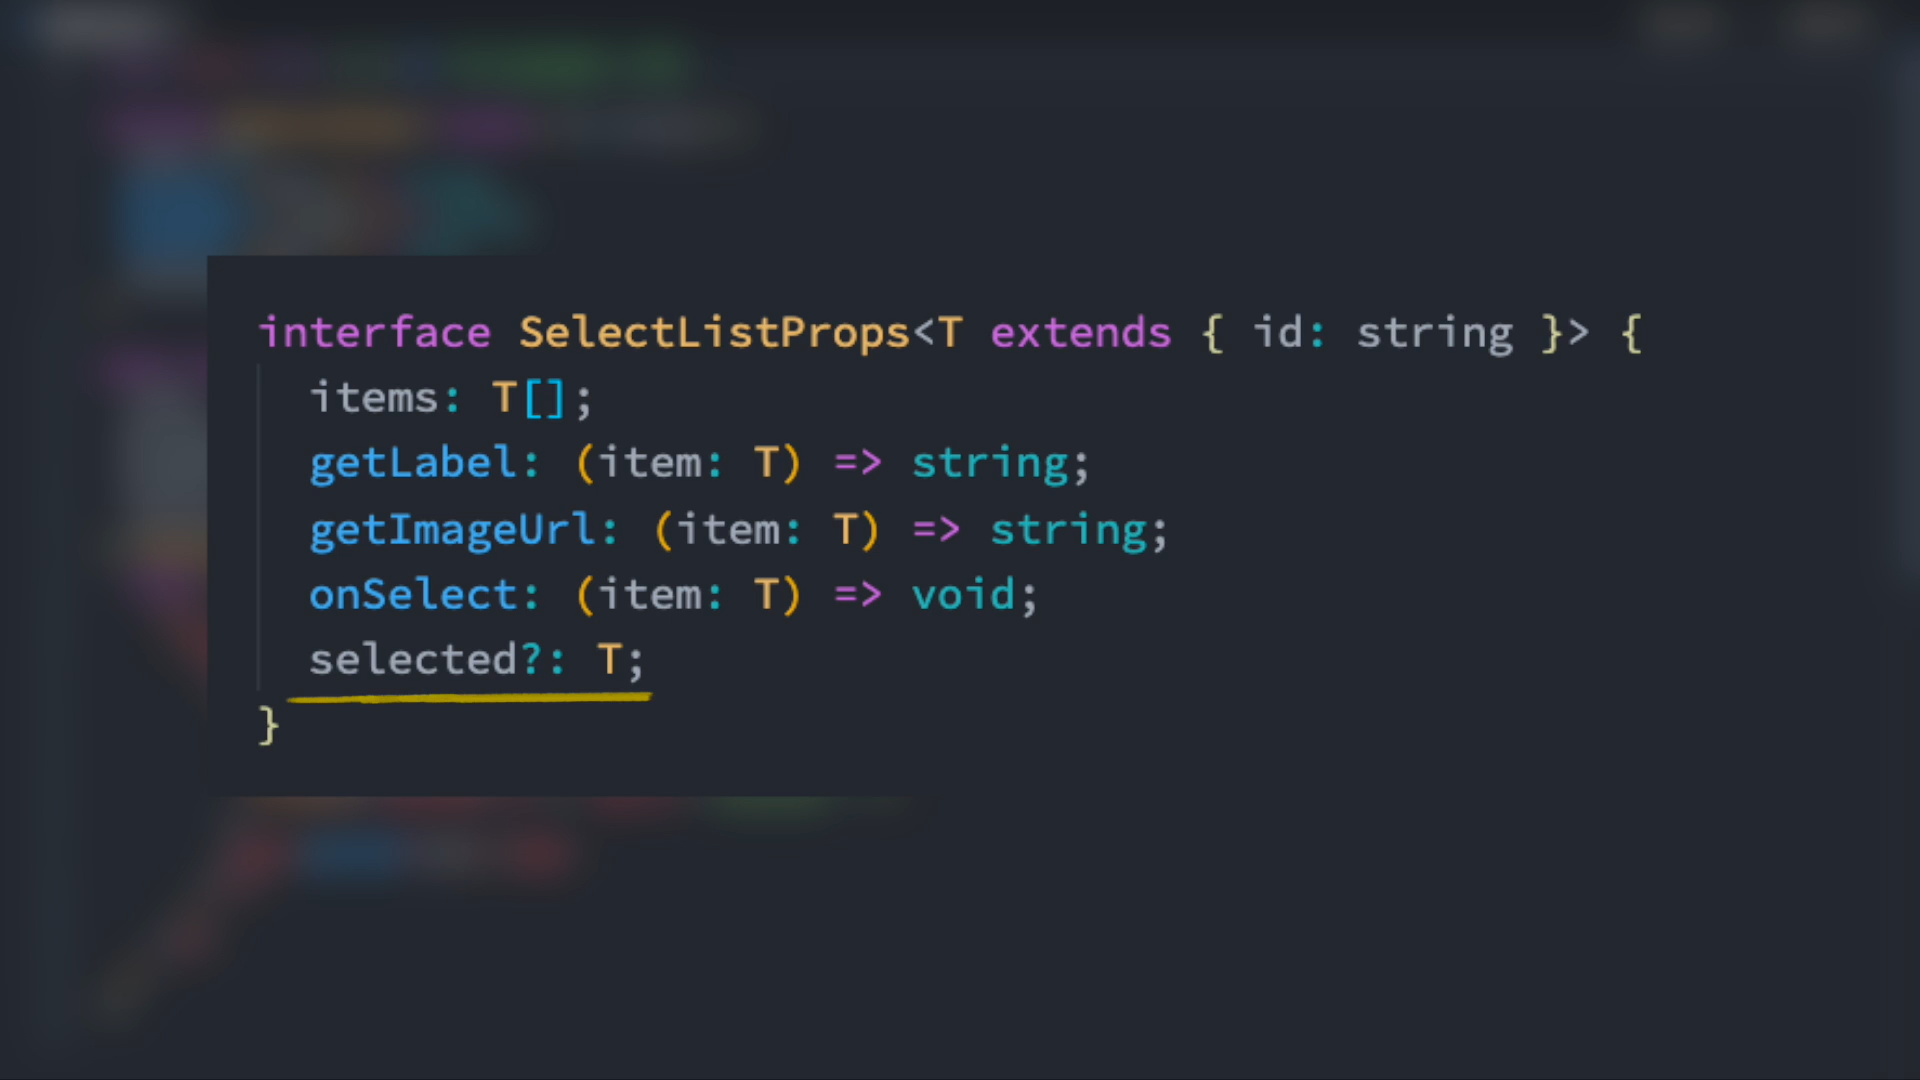 interface SelectListProps<T extends { id: string }> {
items: T[];
getLabel: (item: T) => string;
getImageUrl: (item: T) => string;
onSelect: (item: T) => void;
selected?: T;
}